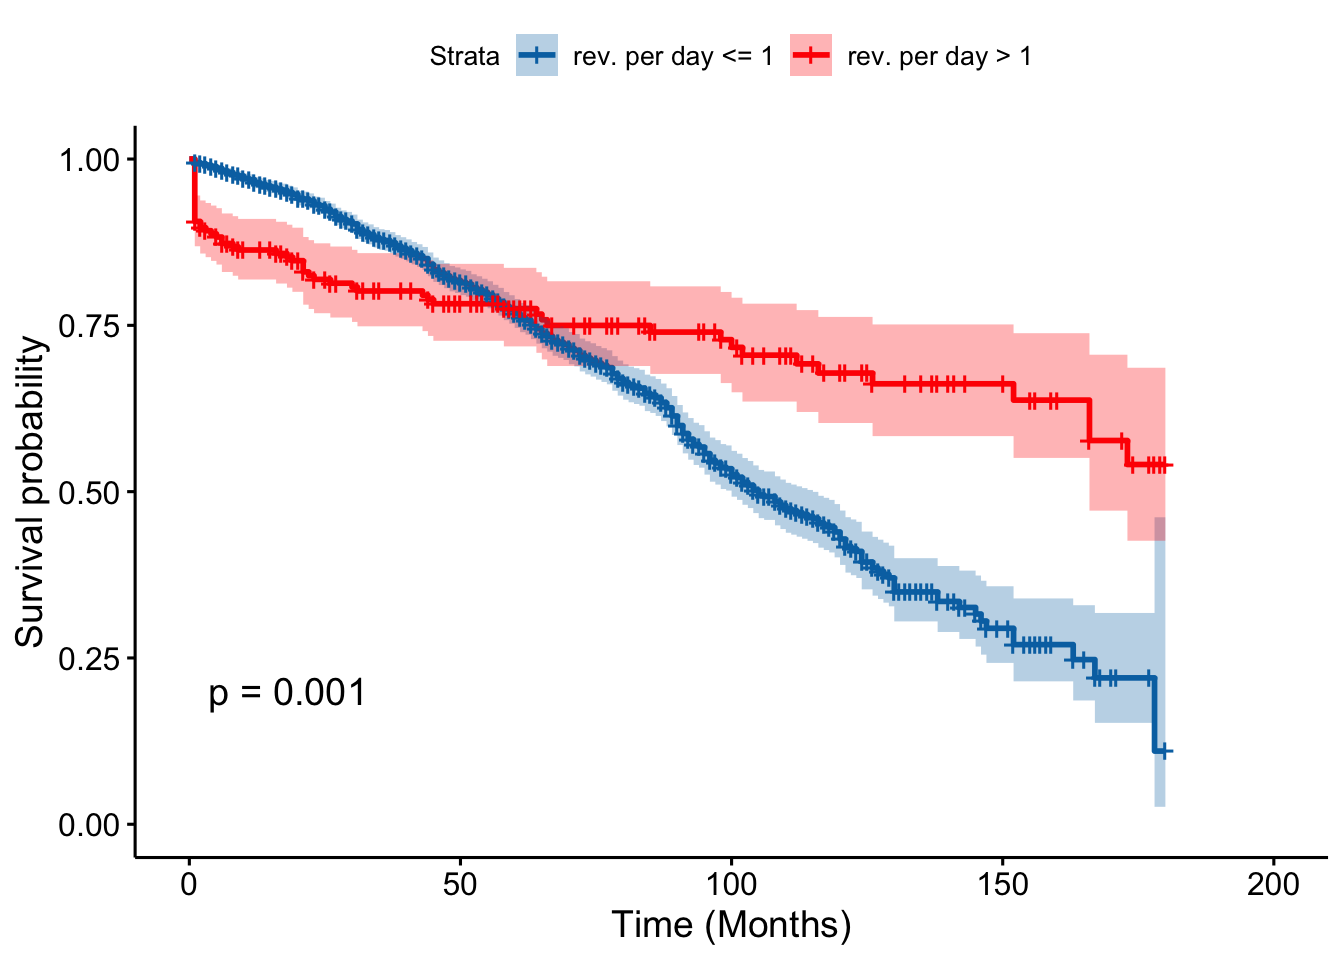 Strata rev. per day <= 1 rev. per day > 1
1.00
0.75
0.50
0.25
0.00
Survival probability
p = 0.001
0 50 100 150 200
Time (Months)